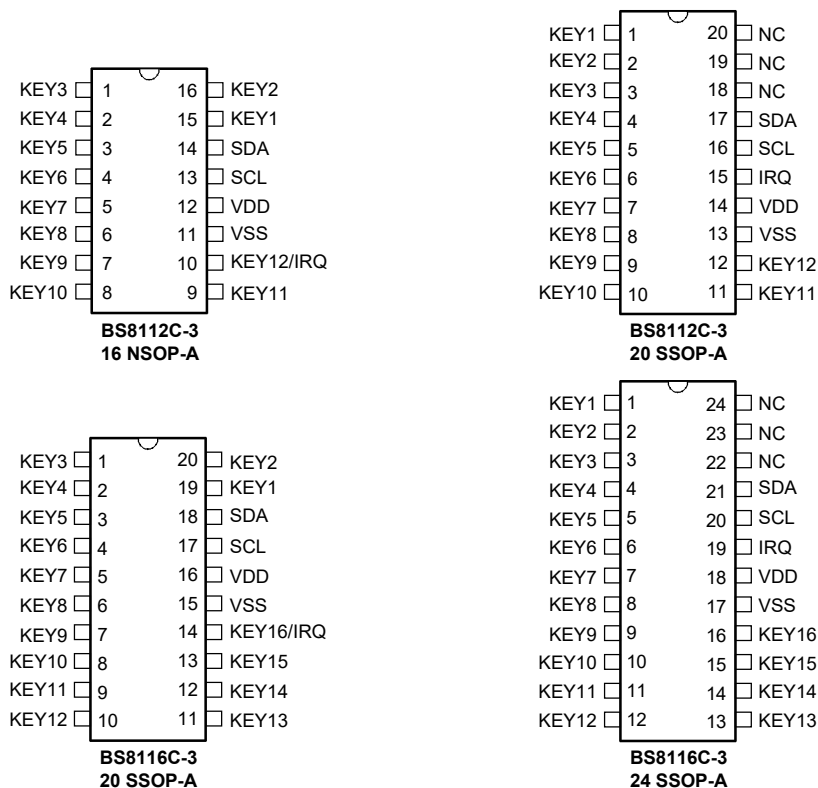 KEY3 1 16 KEY2
KEY4 2 15 KEY1
KEY5 3 14 SDA
KEY6 4 13 SCL
KEY7 5 12 VDD
KEY8 6 11 VSS
KEY9 7 10 KEY12/IRQ
KEY10 8 9 KEY11
BS8112C-3
16 NSOP-A
KEY1 1 20 NC
KEY2 2 19 NC
KEY3 3 18 NC
KEY4 4 17 SDA
KEY5 5 16 SCL
KEY6 6 15 IRQ
KEY7 7 14 VDD
KEY8 8 13 VSS
KEY9 9 12 KEY12
KEY10 10 11 KEY11
BS8112C-3
20 SSOP-A
KEY3 1 20 KEY2
KEY4 2 19 KEY1
KEY5 3 18 SDA
KEY6 4 17 SCL
KEY7 5 16 VDD
KEY8 6 15 VSS
KEY9 7 14 KEY16/IRQ
KEY10 8 13 KEY15
KEY11 9 12 KEY14
KEY12 10 11 KEY13
BS8116C-3
20 SSOP-A
KEY1 1 24 NC
KEY2 2 23 NC
KEY3 3 22 NC
KEY4 4 21 SDA
KEY5 5 20 SCL
KEY6 6 19 IRQ
KEY7 7 18 VDD
KEY8 8 17 VSS
KEY9 9 16 KEY16
KEY10 10 15 KEY15
KEY11 11 14 KEY14
KEY12 12 13 KEY13
BS8116C-3
24 SSOP-A